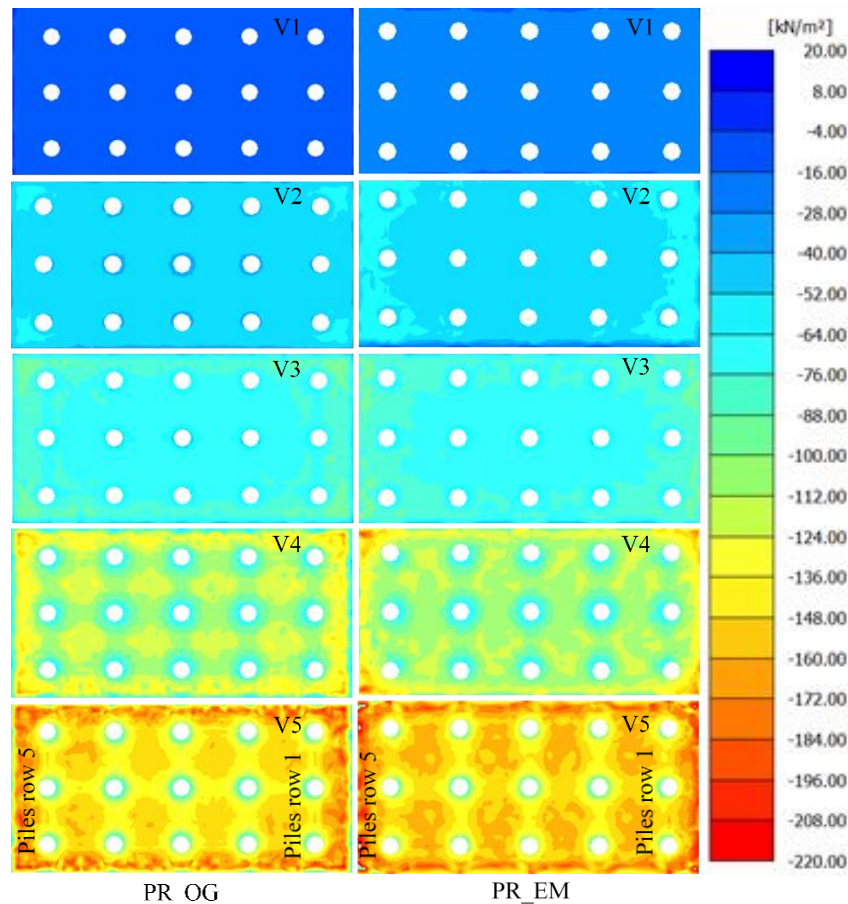 V1
V1
[kN/m²]
20.00
8.00
-4.00
-16.00
-28.00
-40.00
-52.00
-64.00
-76.00
-88.00
-100.00
-112.00
-124.00
-136.00
-148.00
-160.00
-172.00
-184.00
-196.00
-208.00
-220.00
V2
V2
V3
V3
V4
V4
V5
V5
Piles row 5
Piles row 1
Piles row 5
Piles row 1
PR_OG
PR_EM